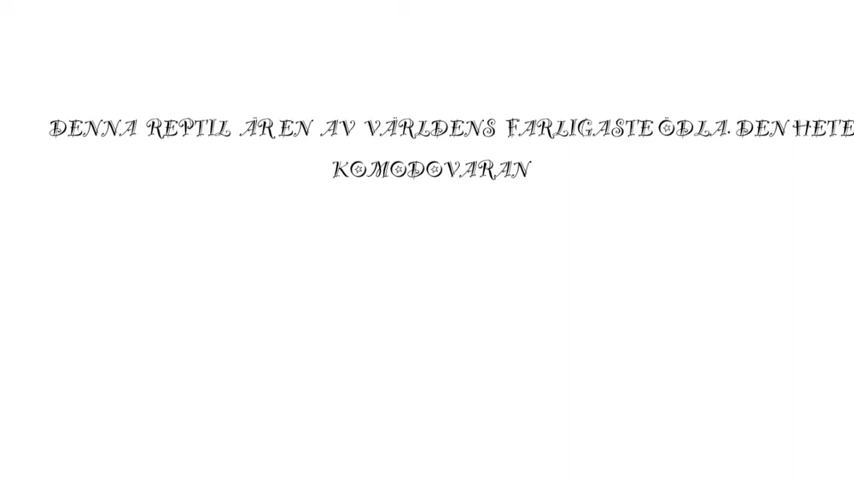 DENNA REPTIL ÄR EN AV VÄRLDENS FARLIGASTE ÖDLA. DEN HETE
KOMODOVARAN